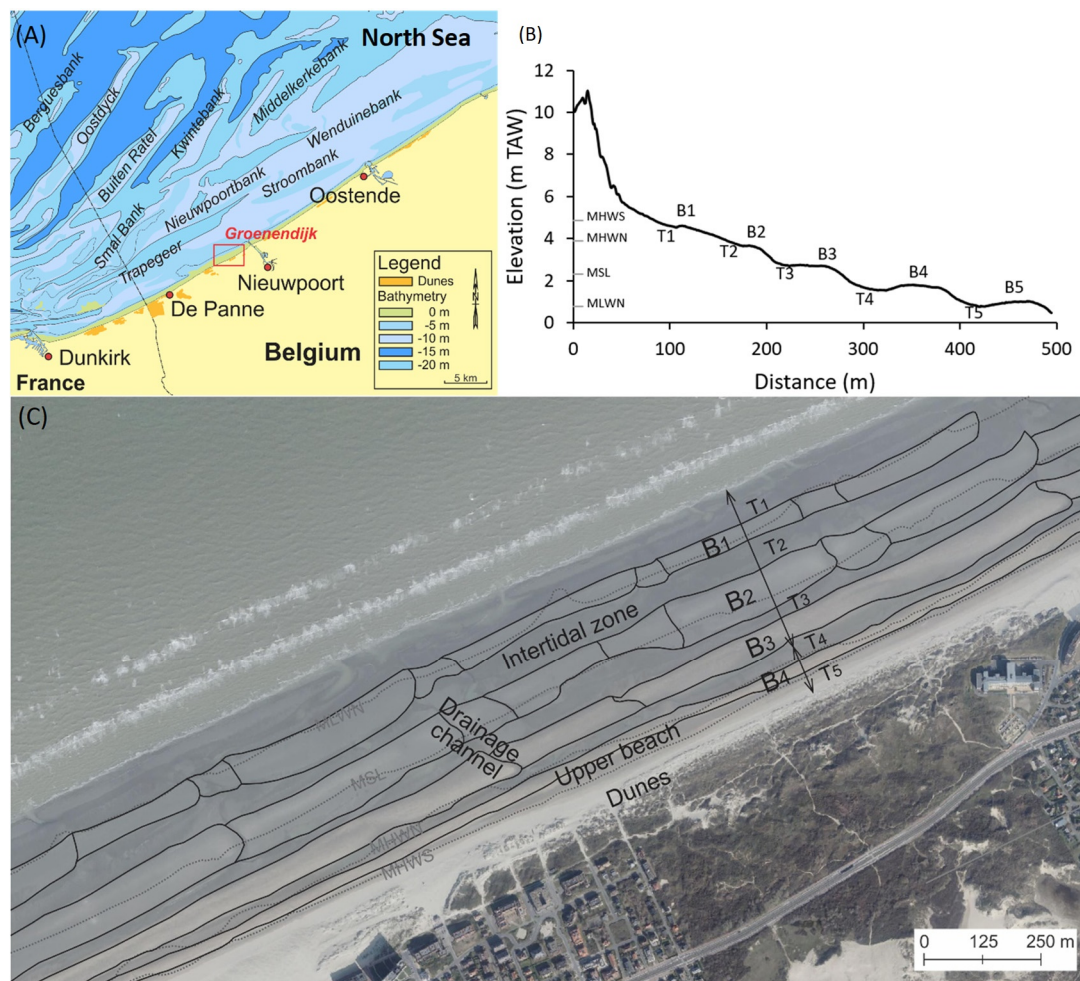 (A)
North Sea
Berguesbank
Oostdyck
Buiten Ratel
Kwintebank
Middelkerkebank
Wenduinebank
Smal Bank
Nieuwpoortbank
Stroombank
Trapegeer
Oostende
Groenendijk
Nieuwpoort
De Panne
Dunkirk
Belgium
France
Legend
Dunes
Bathymetry
0 m
-5 m
-10 m
-15 m
-20 m
N
5 km
(B)
Elevation (m TAW)
12
10
8
6
4
2
0
MHWS
MHWN
MSL
MLWN
B1
T1
B2
T2
B3
T3
B4
T4
B5
T5
0 100 200 300 400 500
Distance (m)
(C)
T1
B1
T2
B2
T3
B3
T4
B4
T5
Intertidal zone
Drainage
channel
Upper beach
Dunes
MLWN
MSL
MHWN
MHWS
0 125 250 m